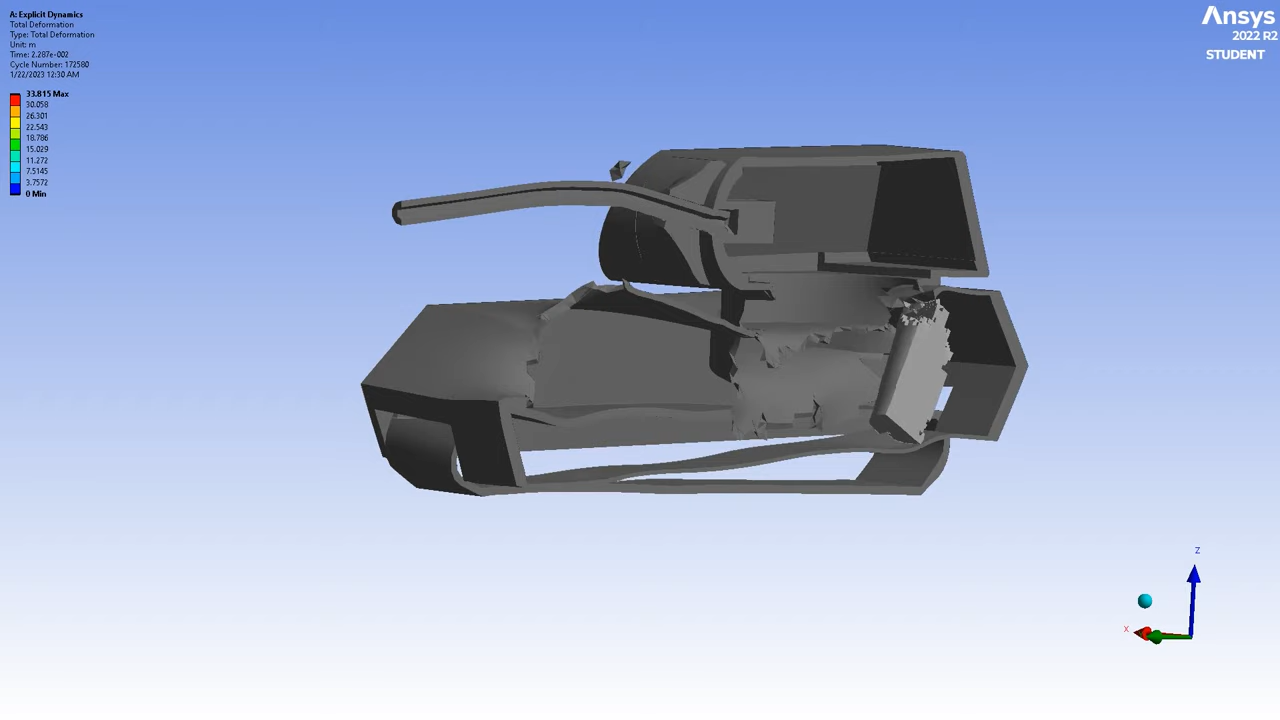 A: Explicit Dynamics
Total Deformation
Type: Total Deformation
Unit: m
Time: 2.287e-002
Cycle Number: 172580
1/22/2023 12:30 AM
33.815 Max
30.058
26.301
22.543
18.786
15.029
11.272
7.5145
3.7572
0 Min
Ansys
2022 R2
STUDENT
Z
X